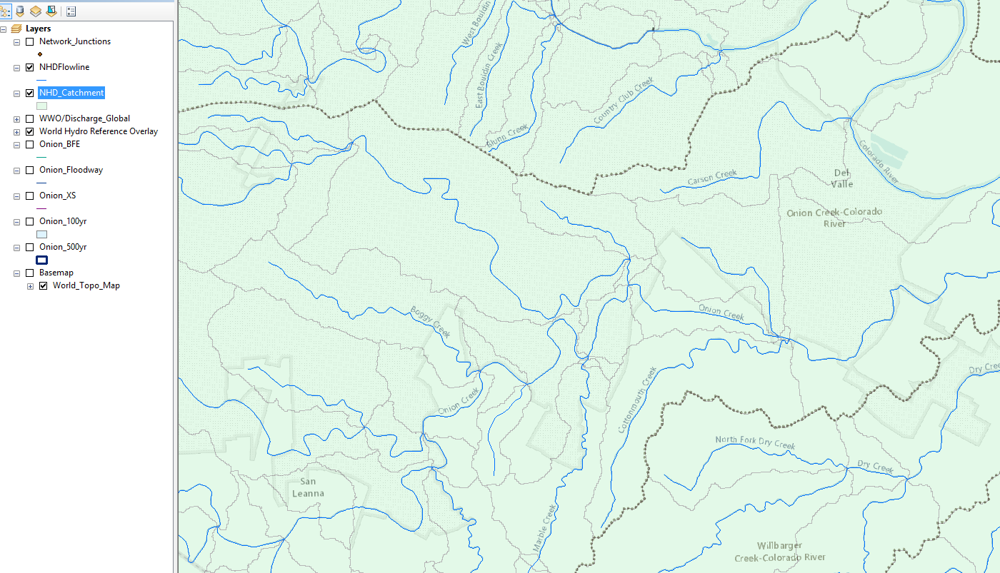 Layers
Network_Junctions
NHDFlowline
NHD_Catchment
WWO/Discharge_Global
World Hydro Reference Overlay
Onion_BFE
Onion_Floodway
Onion_XS
Onion_100yr
Onion_500yr
Basemap
World_Topo_Map
West Bouldin
East Bouldin Creek
Blunn Creek
Country Club Creek
Carson Creek
Colorado River
Del
Valle
Onion Creek-Colorado
River
Boggy Creek
Onion Creek
Onion Creek
Cottonmouth Creek
Dry Cree
North Fork Dry Creek
Dry Creek
San
Leanna
Marble Creek
Willbarger
Creek-Colorado River